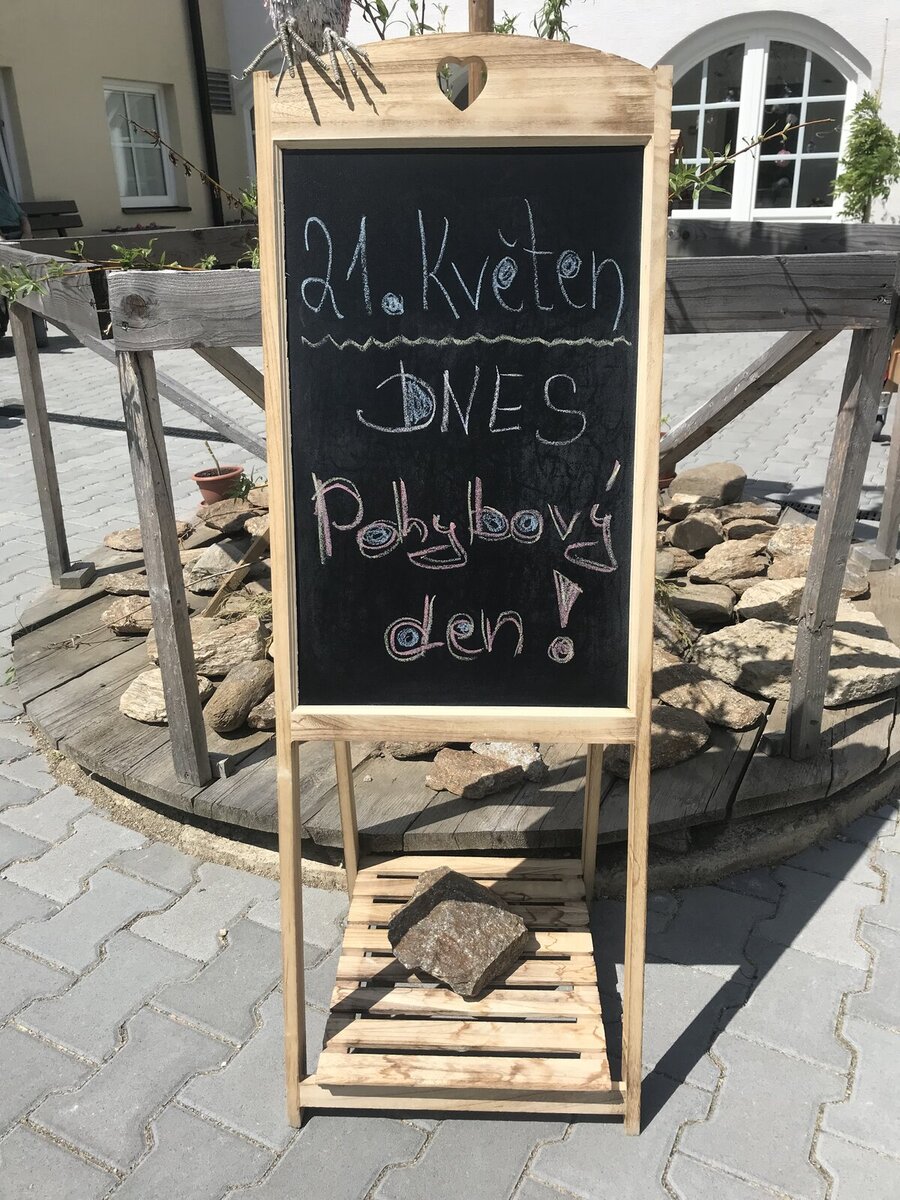 21. Květen
DNES
Pohybový
den!